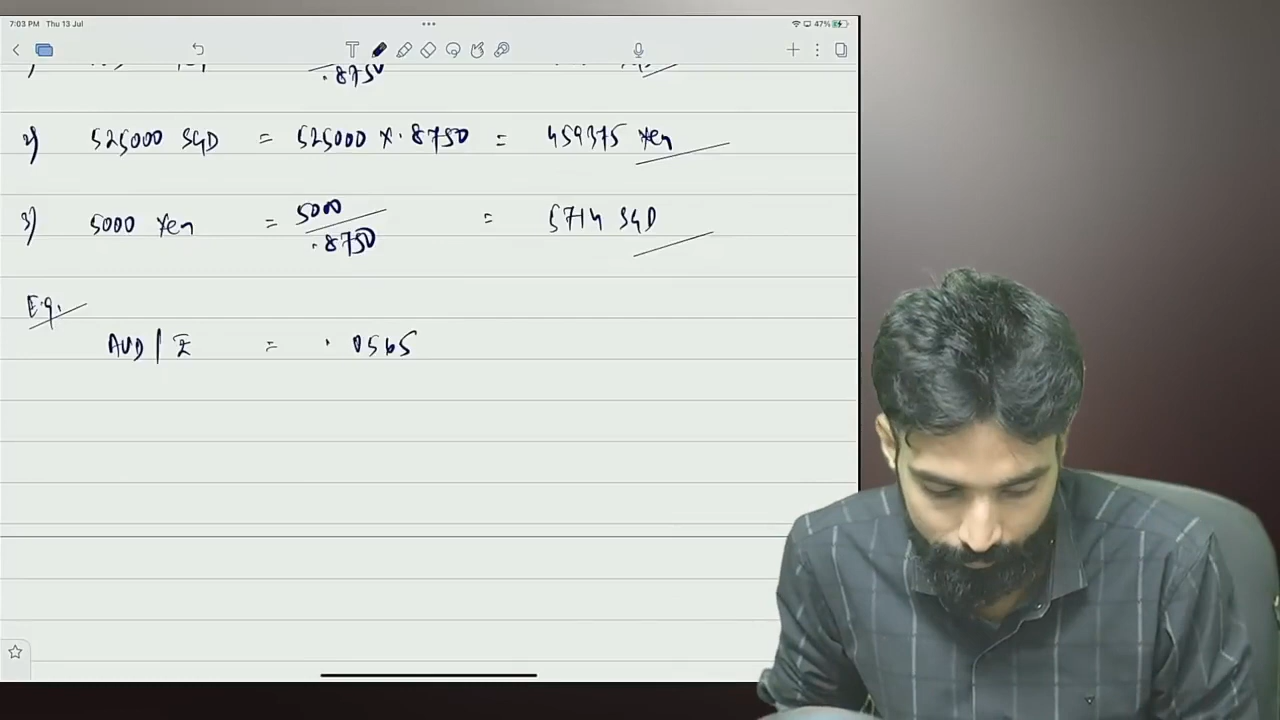 7:03 PM Thu 13 Jul
47%
.8750
2) 525000 SGD = 525000 x .8750 = 459375 Yen
3) 5000 Yen = 5000 / .8750 = 5714 SGD
E.g.
AUD / £ = .0565